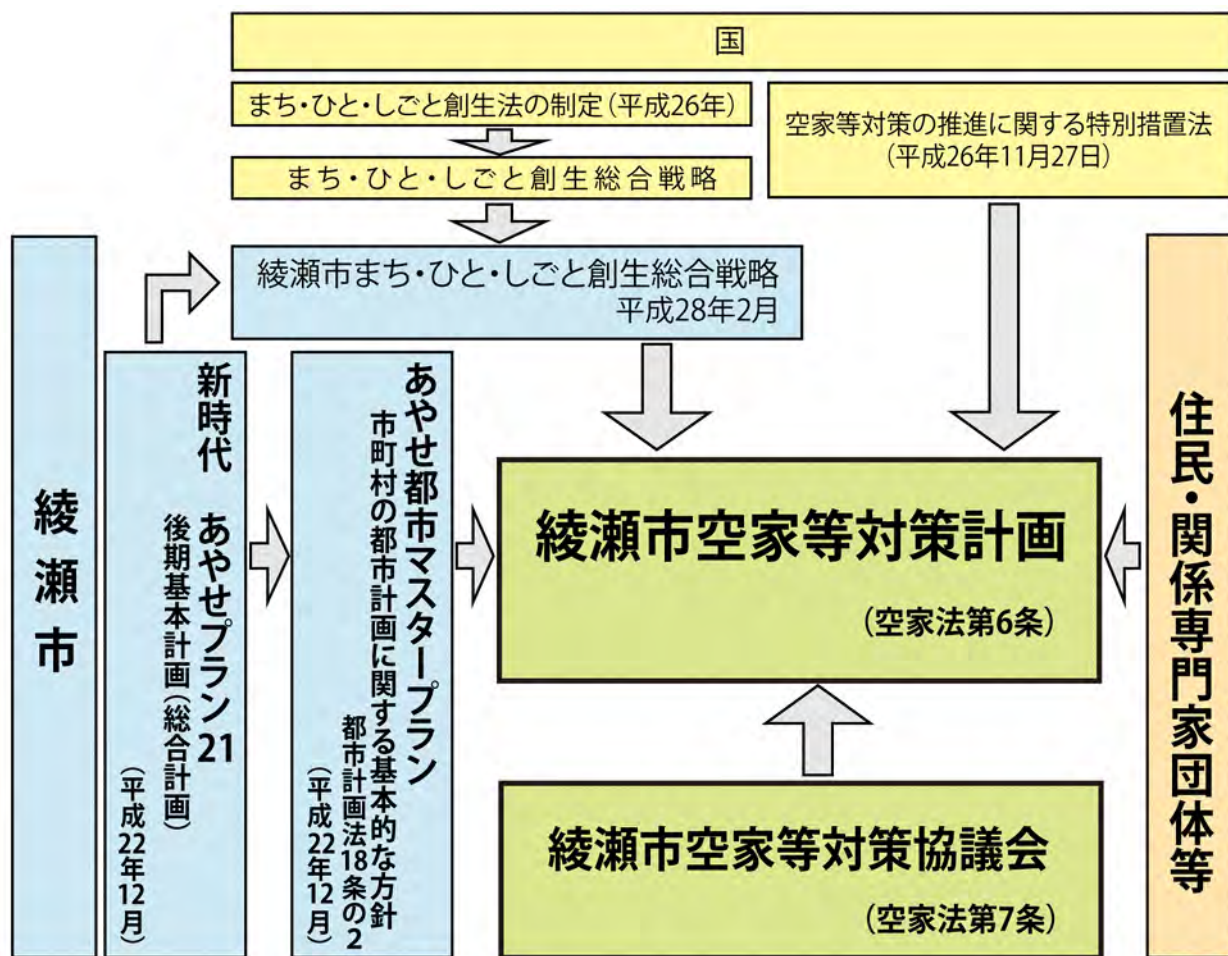 国
まち・ひと・しごと創生法の制定(平成26年)
まち・ひと・しごと創生総合戦略
空家等対策の推進に関する特別措置法
(平成26年11月27日)
綾瀬市まち・ひと・しごと創生総合戦略
平成28年2月
綾瀬市
新時代 あやせプラン21
後期基本計画(総合計画)
(平成22年12月)
あやせ都市マスタープラン
市町村の都市計画に関する基本的な方針
都市計画法18条の2
(平成22年12月)
綾瀬市空家等対策計画
(空家法第6条)
綾瀬市空家等対策協議会
(空家法第7条)
住民・関係専門家団体等